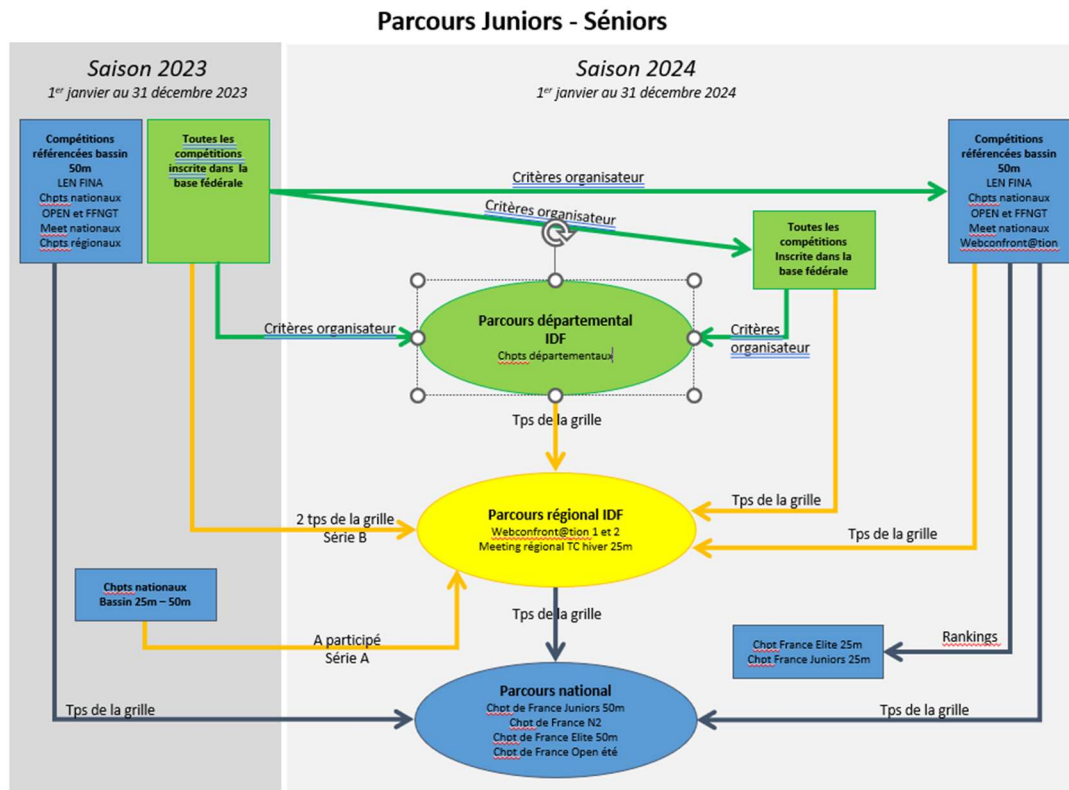 Parcours Juniors - Séniors
Saison 2023
1er janvier au 31 décembre 2023
Saison 2024
1er janvier au 31 décembre 2024
Compétitions
référencées bassin
50m
LEN FINA
Chpts nationaux
OPEN et FFNGT
Meet nationaux
Chpts régionaux
Toutes les
compétitions
inscrite dans la
base fédérale
Critères organisateur
Critères organisateur
Compétitions
référencées bassin
50m
LEN FINA
Chpts nationaux
OPEN et FFNGT
Meet nationaux
Webconfront@tion
Toutes les
compétitions
Inscrite dans la
base fédérale
Critères organisateur
Parcours départemental
IDF
Chpts départementaux
Critères
organisateur
Tps de la grille
2 tps de la grille
Série B
Parcours régional IDF
Webconfront@tion 1 et 2
Meeting régional TC hiver 25m
Tps de la grille
Tps de la grille
Chpts nationaux
Bassin 25m – 50m
A participé
Série A
Tps de la grille
Chpt France Elite 25m
Chpt France Juniors 25m
Rankings
Tps de la grille
Parcours national
Chpt de France Juniors 50m
Chpt de France N2
Chpt de France Elite 50m
Chpt de France Open été
Tps de la grille